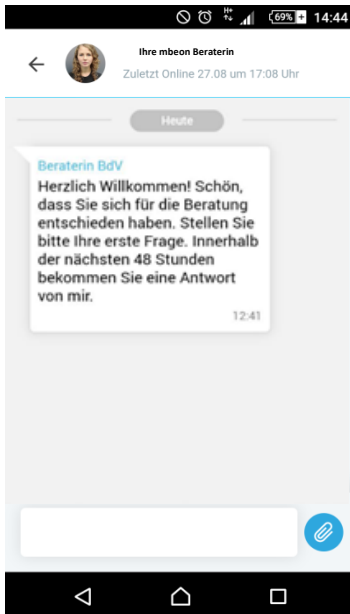 69% 14:44
Ihre mbeon Beraterin
Zuletzt Online 27.08 um 17:08 Uhr
Heute
Beraterin BdV
Herzlich Willkommen! Schön,
dass Sie sich für die Beratung
entschieden haben. Stellen Sie
bitte Ihre erste Frage. Innerhalb
der nächsten 48 Stunden
bekommen Sie eine Antwort
von mir.
12:41